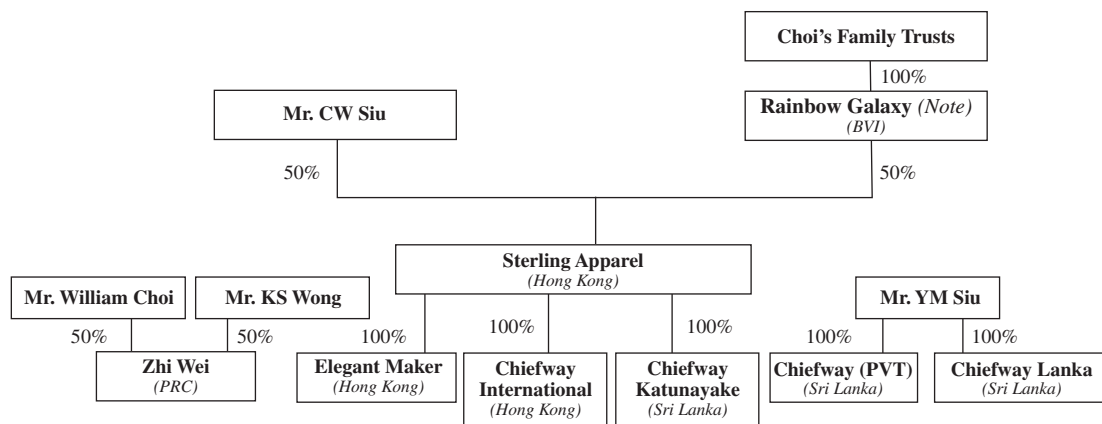 Choi's Family Trusts
100%
Mr. CW Siu
Rainbow Galaxy (Note)
(BVI)
50%
50%
Sterling Apparel
(Hong Kong)
Mr. William Choi
Mr. KS Wong
Mr. YM Siu
50%
50%
100%
100%
100%
100%
100%
Zhi Wei
(PRC)
Elegant Maker
(Hong Kong)
Chiefway
International
(Hong Kong)
Chiefway
Katunayake
(Sri Lanka)
Chiefway (PVT)
(Sri Lanka)
Chiefway Lanka
(Sri Lanka)